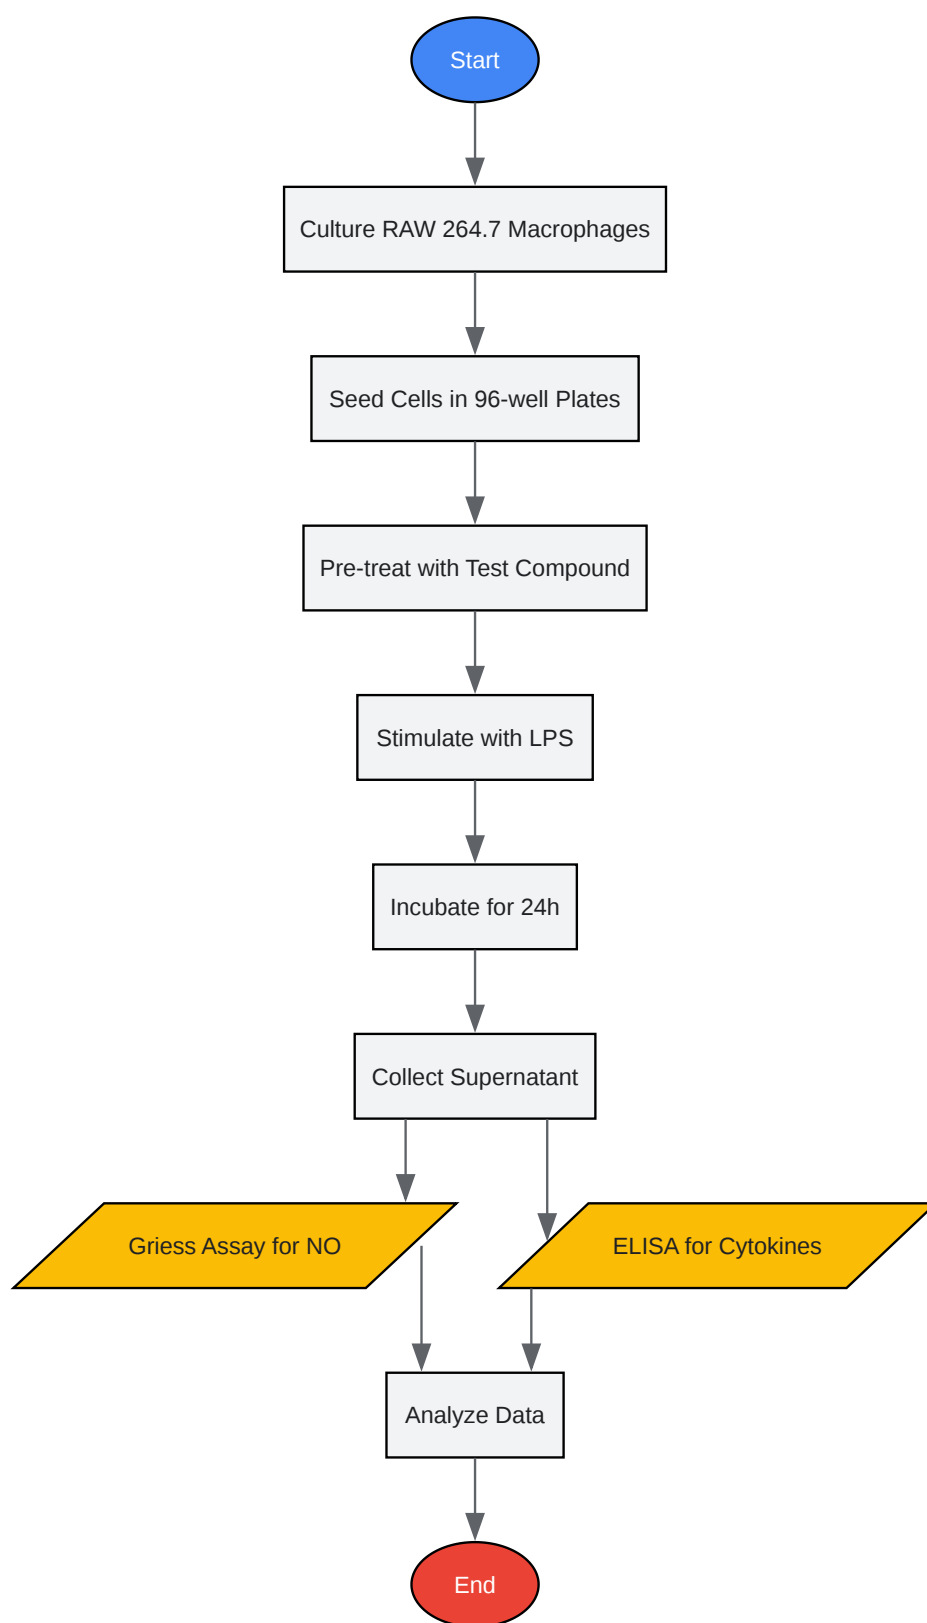 Start
Culture RAW 264.7 Macrophages
Seed Cells in 96-well Plates
Pre-treat with Test Compound
Stimulate with LPS
Incubate for 24h
Collect Supernatant
Griess Assay for NO
ELISA for Cytokines
Analyze Data
End